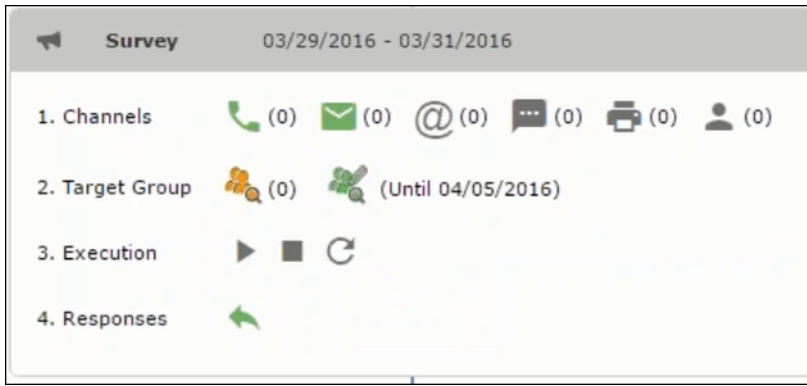 Survey 03/29/2016 - 03/31/2016
1. Channels (0) (0) @ (0) (0) (0) (0)
2. Target Group (0) (Until 04/05/2016)
3. Execution
4. Responses